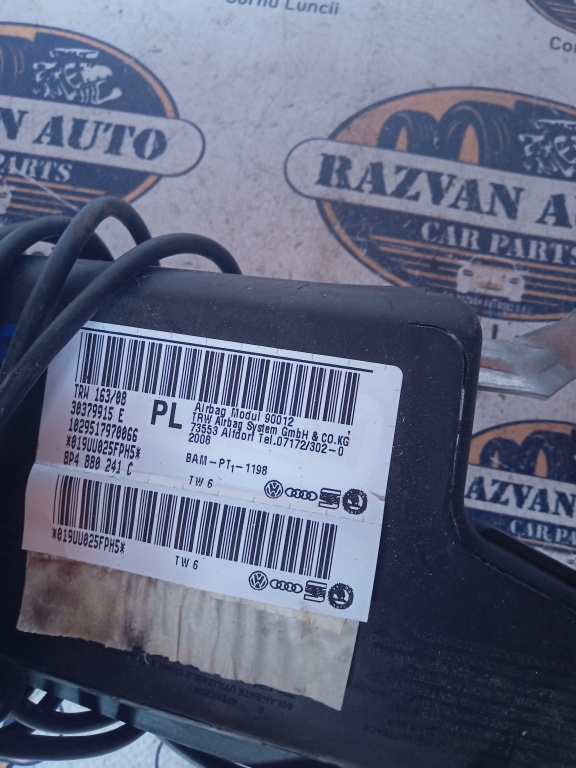 Cornu Luncii
AN AUTO
PARTS
RAZVAN AU
CAR PARTS
TRW 163/08
30379915 E
1029517970066
*019UU025FPH5*
8P4 880 241 C
PL
Airbag Modul 90012
TRW Airbag System GmbH & CO.KG
73553 Alfdorf Tel.07172/302-0
2008
BAM-PT1-1198
TW 6
*019UU025FPH5*
TW 6
RAZVAN
CAR